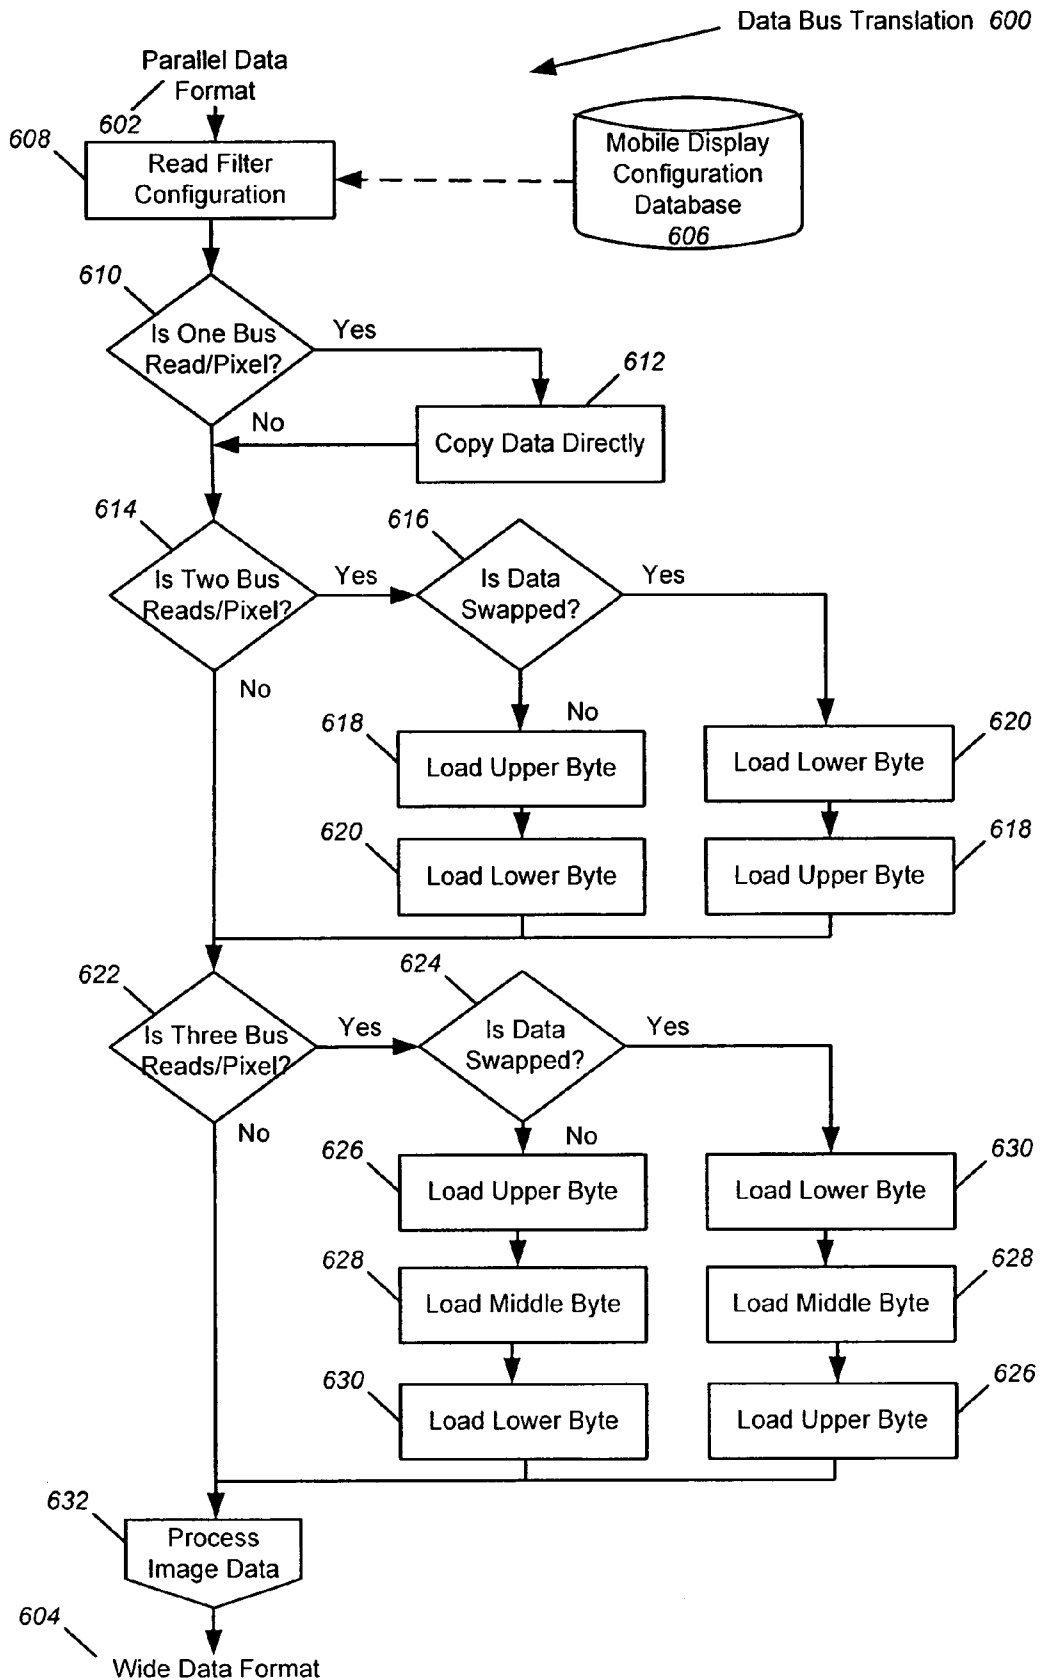 Data Bus Translation 600
Parallel Data
Format
602
608
Read Filter
Configuration
Mobile Display
Configuration
Database
606
610
Is One Bus
Read/Pixel?
Yes
612
No
Copy Data Directly
614
Is Two Bus
Reads/Pixel?
Yes
616
Is Data
Swapped?
Yes
No
No
618
Load Upper Byte
620
Load Lower Byte
620
Load Lower Byte
618
Load Upper Byte
622
Is Three Bus
Reads/Pixel?
Yes
624
Is Data
Swapped?
Yes
No
No
626
Load Upper Byte
630
Load Lower Byte
628
Load Middle Byte
628
Load Middle Byte
630
Load Lower Byte
626
Load Upper Byte
632
Process
Image Data
604
Wide Data Format